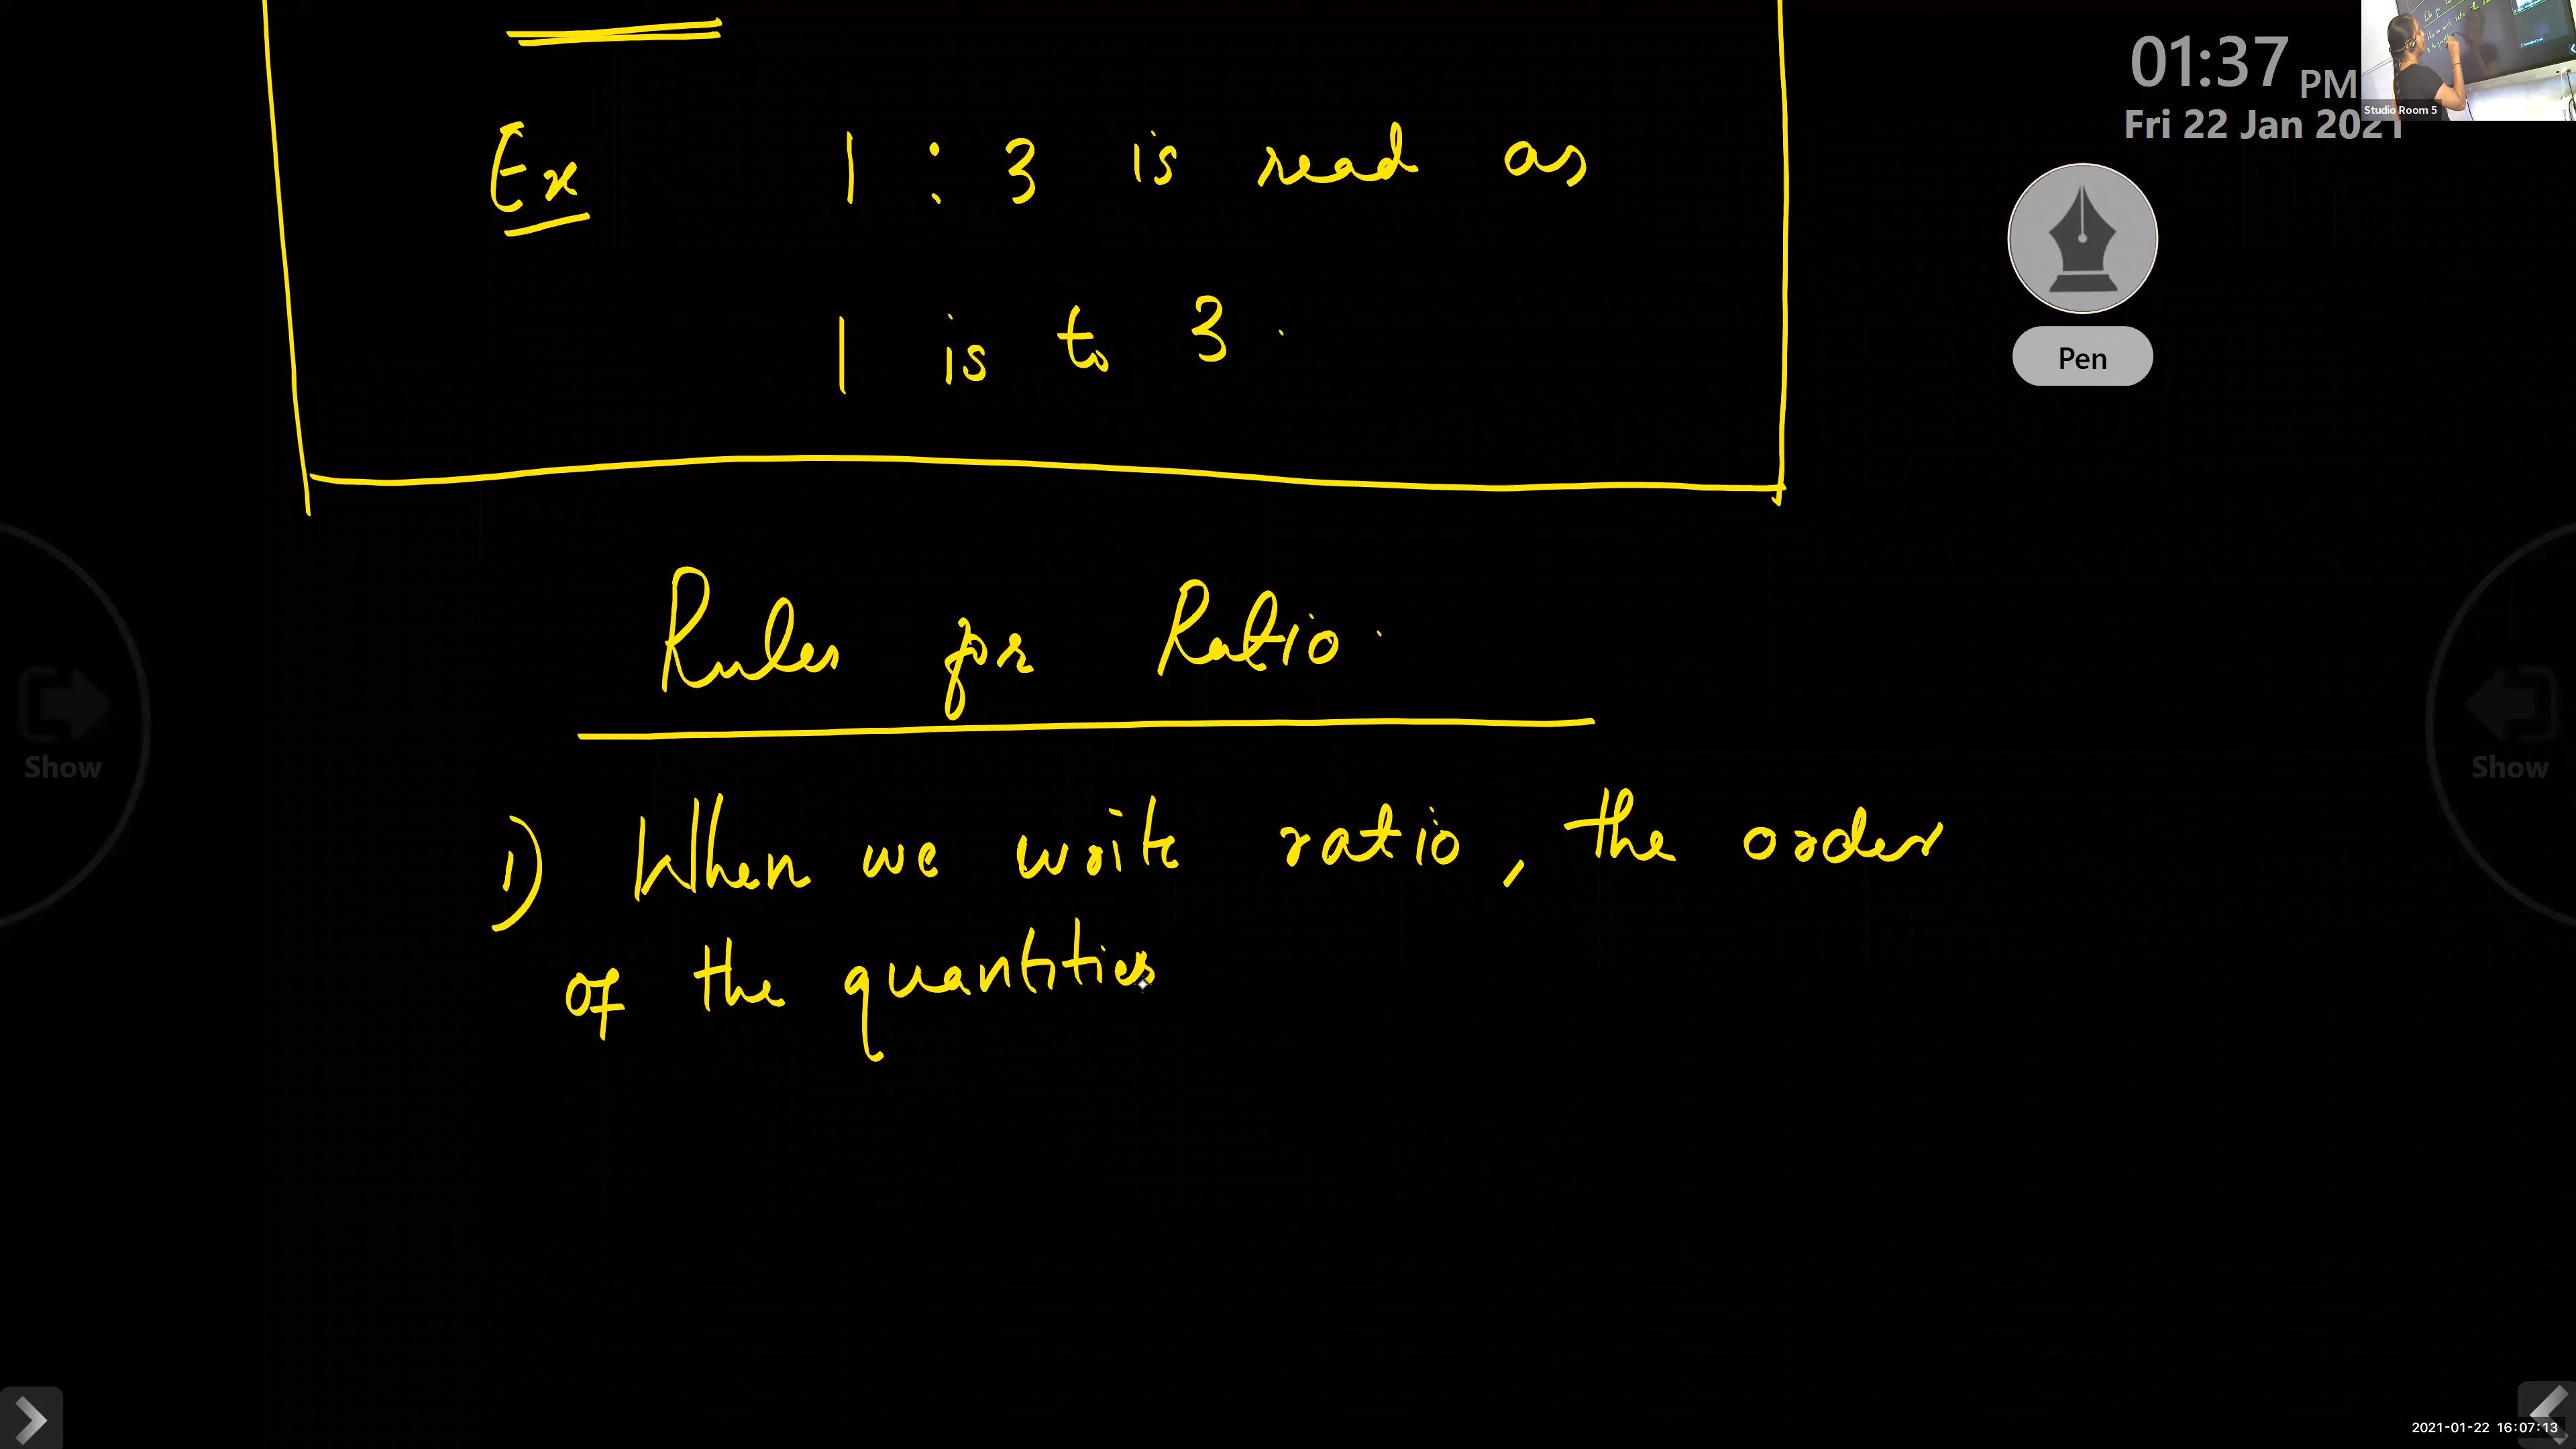 01:37 PM
Fri 22 Jan 2021
Studio Room 5
Ex 1 : 3 is read as
1 is to 3.
Pen
Rules for Ratio.
Show
Show
1) When we write ratio, the order
of the quantities
2021-01-22 16:07:13